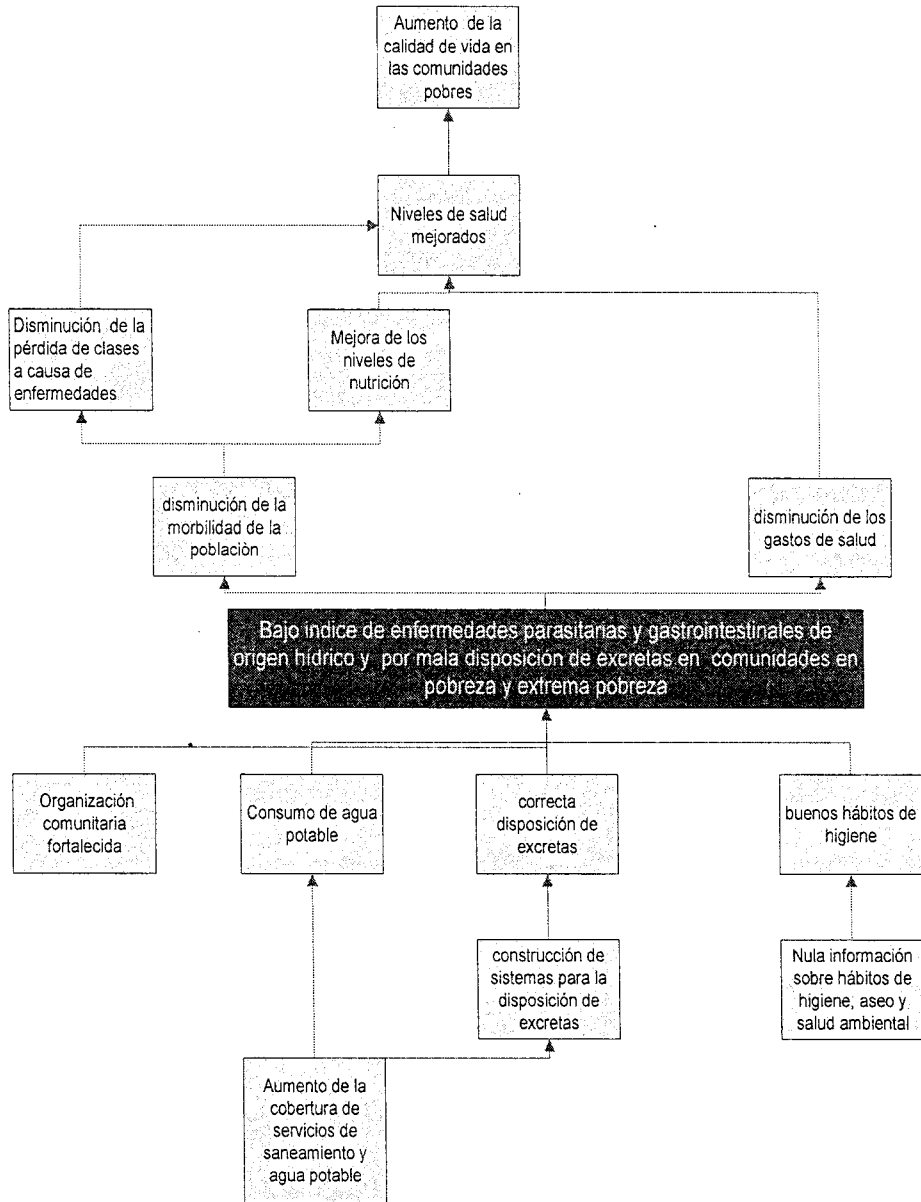 Aumento de la
calidad de vida en
las comunidades
pobres
Niveles de salud
mejorados
Disminución de la
pérdida de clases
a causa de
enfermedades
Mejora de los
niveles de
nutrición
disminución de la
morbilidad de la
poblaciòn
disminución de los
gastos de salud
Bajo índice de enfermedades parasitarias y gastrointestinales de
origen hídrico y por mala disposición de excretas en comunidades en
pobreza y extrema pobreza
Organización
comunitaria
fortalecida
Consumo de agua
potable
correcta
disposición de
excretas
buenos hábitos de
higiene
construcción de
sistemas para la
disposición de
excretas
Nula información
sobre hábitos de
higiene, aseo y
salud ambiental
Aumento de la
cobertura de
servicios de
saneamiento y
agua potable